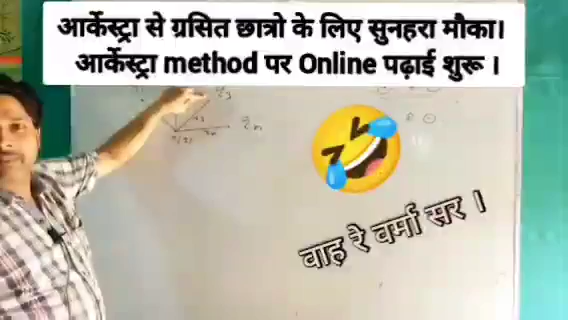 आर्केस्ट्रा से ग्रसित छात्रो के लिए सुनहरा मौका।
आर्केस्ट्रा method पर Online पढ़ाई शुरू ।
वाह रे वर्मा सर ।